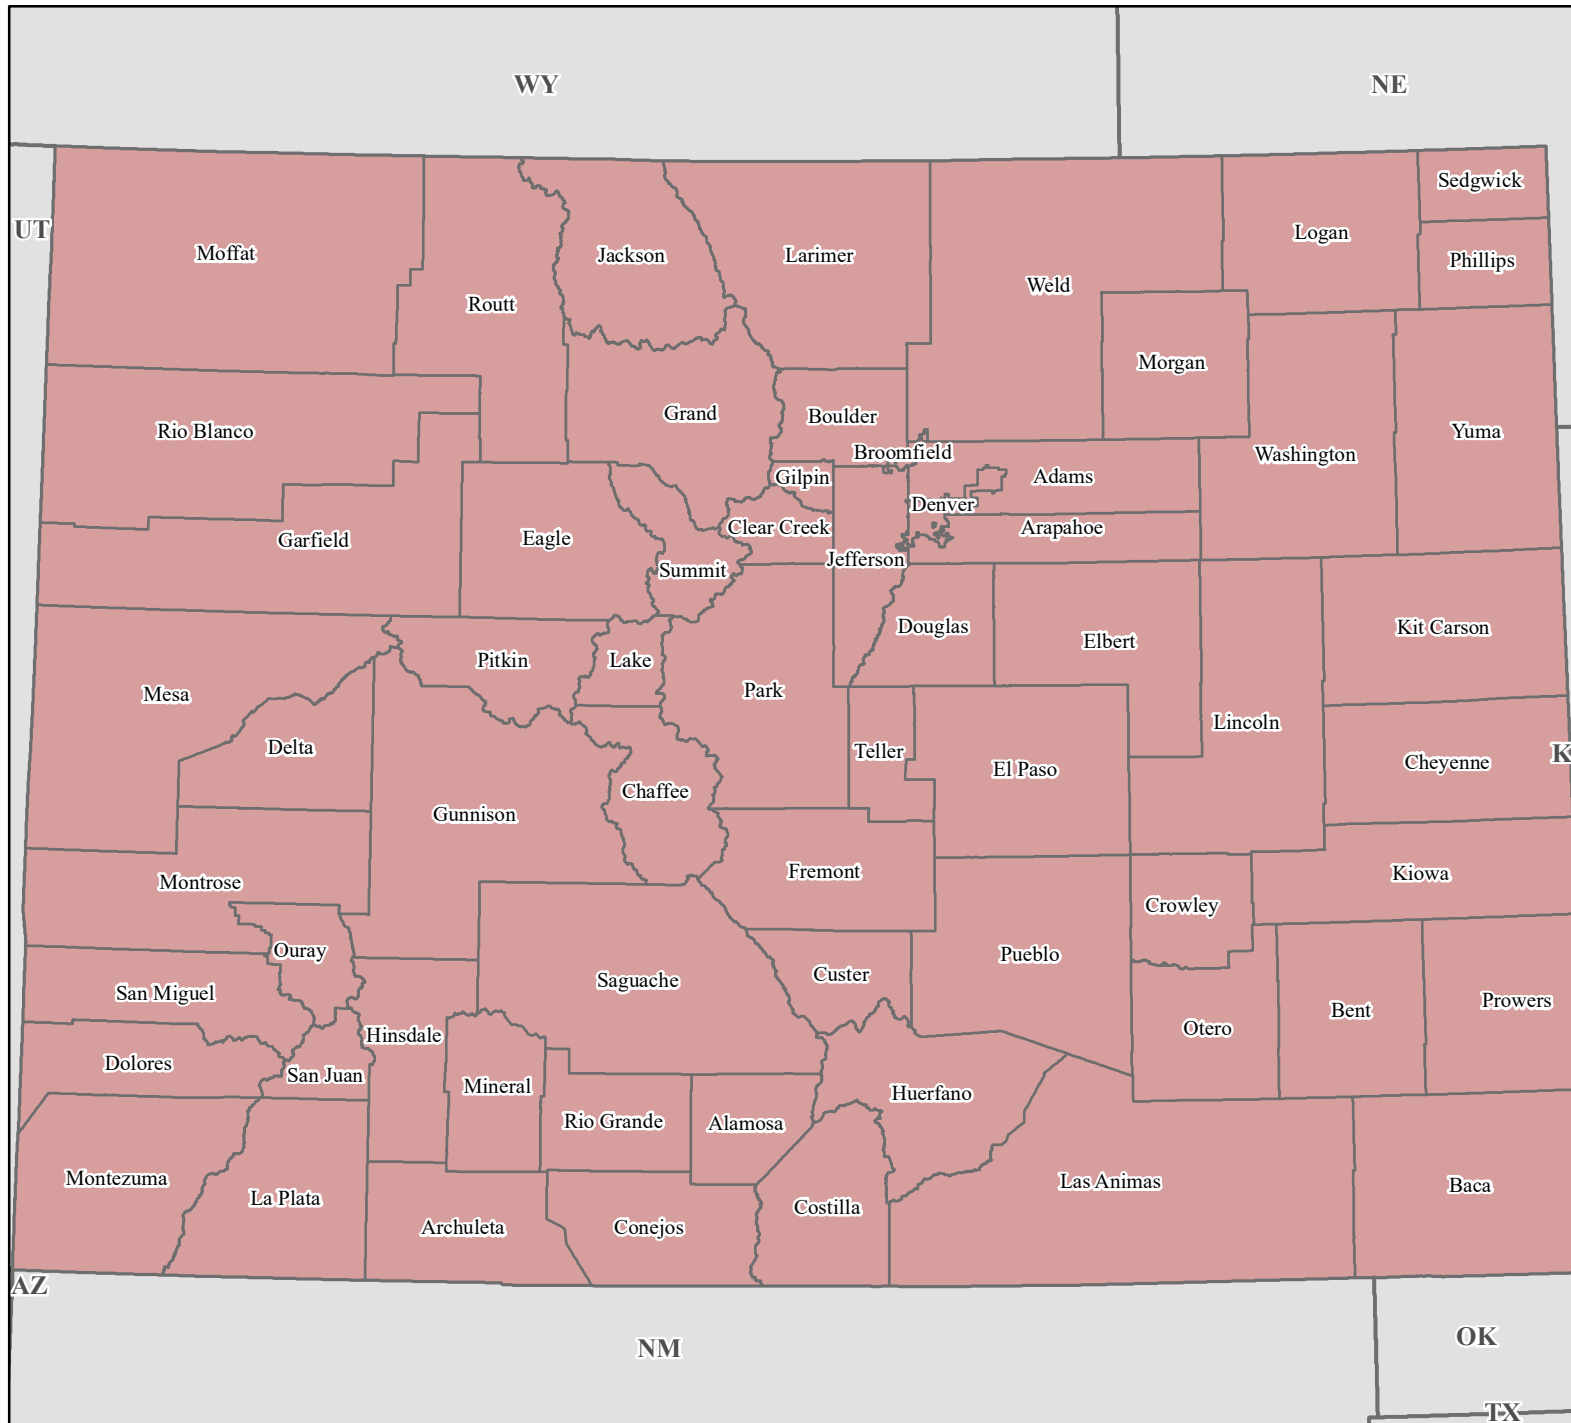 WY
NE
Sedgwick
UT
Logan
Moffat
Jackson
Larimer
Phillips
Weld
Routt
Morgan
Grand
Boulder
Rio Blanco
Yuma
Broomfield
Washington
Gilpin
Adams
Denver
Clear Creek
Arapahoe
Garfield
Eagle
Jefferson
Summit
Douglas
Kit Carson
Elbert
Pitkin
Lake
Park
Mesa
Lincoln
Delta
Teller
K
Cheyenne
El Paso
Chaffee
Gunnison
Fremont
Kiowa
Montrose
Crowley
Ouray
Pueblo
Custer
Saguache
San Miguel
Prowers
Bent
Otero
Hinsdale
Dolores
San Juan
Mineral
Huerfano
Rio Grande
Alamosa
Montezuma
Las Animas
Baca
La Plata
Costilla
Archuleta
Conejos
AZ
OK
NM
TX